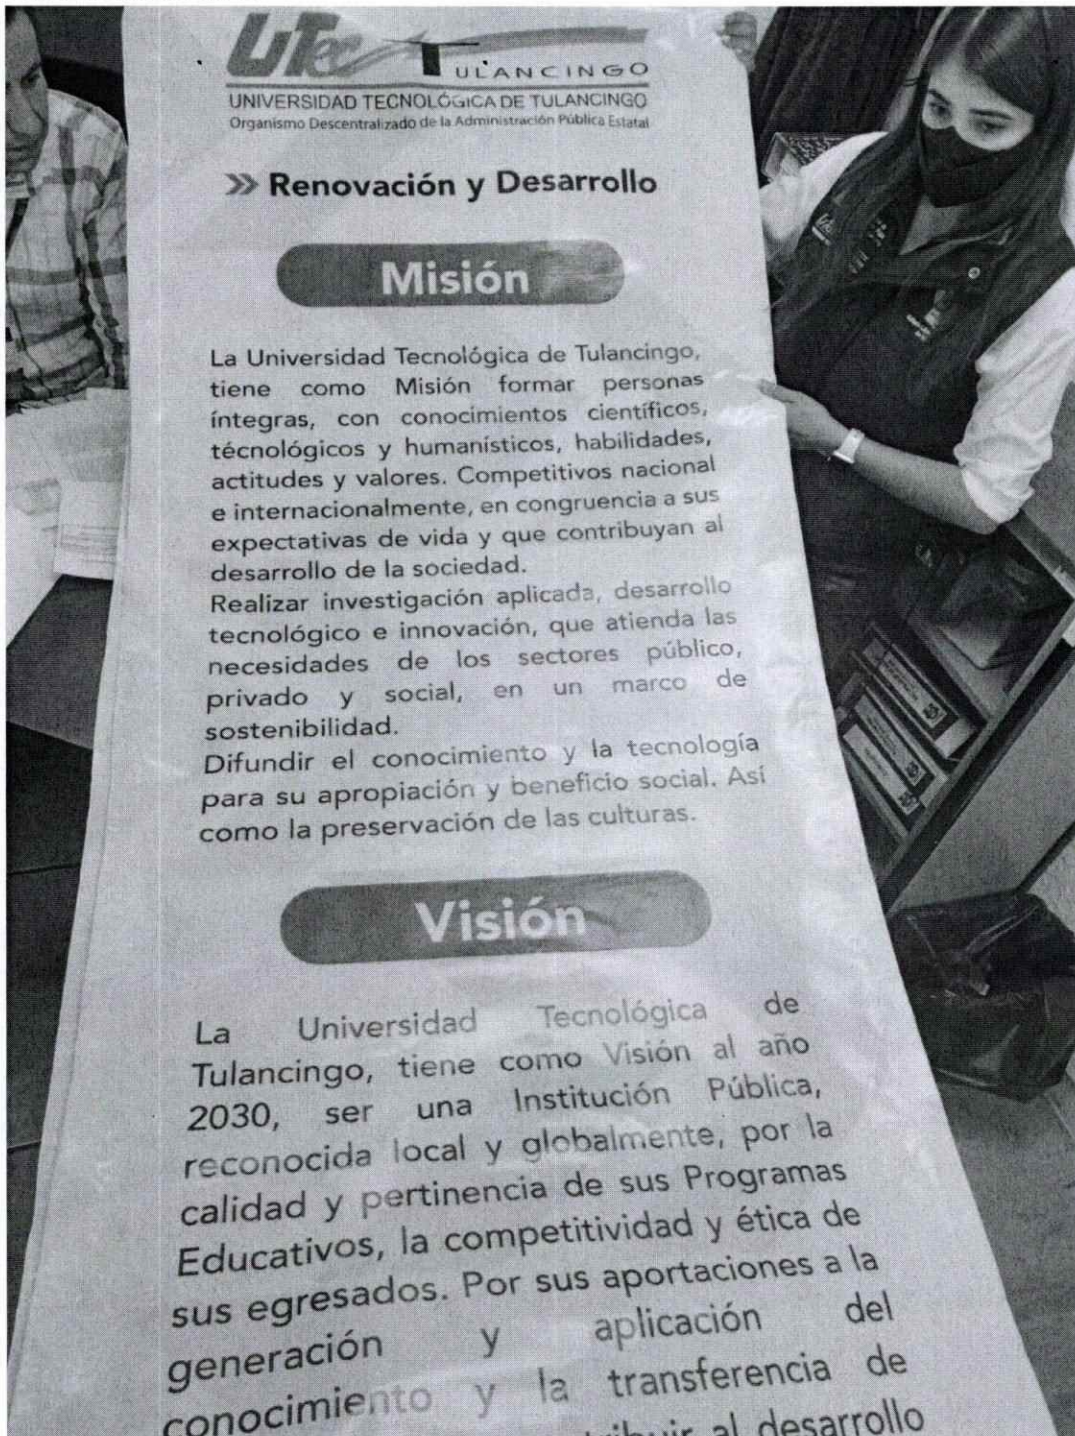 UTec TULANCINGO
UNIVERSIDAD TECNOLÓGICA DE TULANCINGO
Organismo Descentralizado de la Administración Pública Estatal
» Renovación y Desarrollo
Misión
La Universidad Tecnológica de Tulancingo,
tiene como Misión formar personas
íntegras, con conocimientos científicos,
técnológicos y humanísticos, habilidades,
actitudes y valores. Competitivos nacional
e internacionalmente, en congruencia a sus
expectativas de vida y que contribuyan al
desarrollo de la sociedad.
Realizar investigación aplicada, desarrollo
tecnológico e innovación, que atienda las
necesidades de los sectores público,
privado y social, en un marco de
sostenibilidad.
Difundir el conocimiento y la tecnología
para su apropiación y beneficio social. Así
como la preservación de las culturas.
Visión
La Universidad Tecnológica de
Tulancingo, tiene como Visión al año
2030, ser una Institución Pública,
reconocida local y globalmente, por la
calidad y pertinencia de sus Programas
Educativos, la competitividad y ética de
sus egresados. Por sus aportaciones a la
generación y aplicación del
conocimiento y la transferencia de
al desarrollo